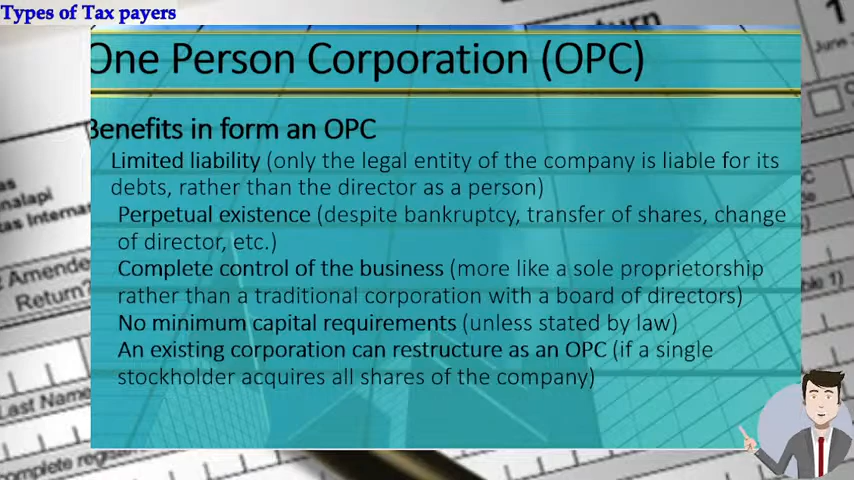 Types of Tax payers
One Person Corporation (OPC)
Benefits in form an OPC
Limited liability (only the legal entity of the company is liable for its
debts, rather than the director as a person)
Perpetual existence (despite bankruptcy, transfer of shares, change
of director, etc.)
Complete control of the business (more like a sole proprietorship
rather than a traditional corporation with a board of directors)
No minimum capital requirements (unless stated by law)
An existing corporation can restructure as an OPC (if a single
stockholder acquires all shares of the company)
Return?
Last Name